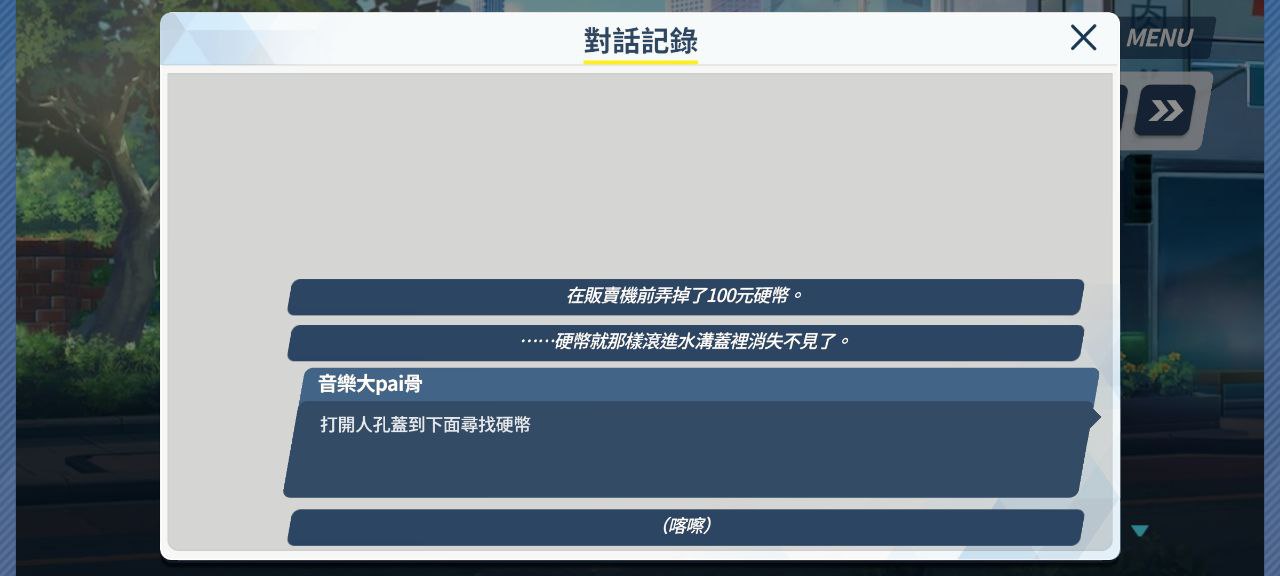 對話記錄
肉
MENU
在販賣機前弄掉了100元硬幣。
……硬幣就那樣滾進水溝蓋裡消失不見了。
音樂大pai骨
打開人孔蓋到下面尋找硬幣
（喀嚓）